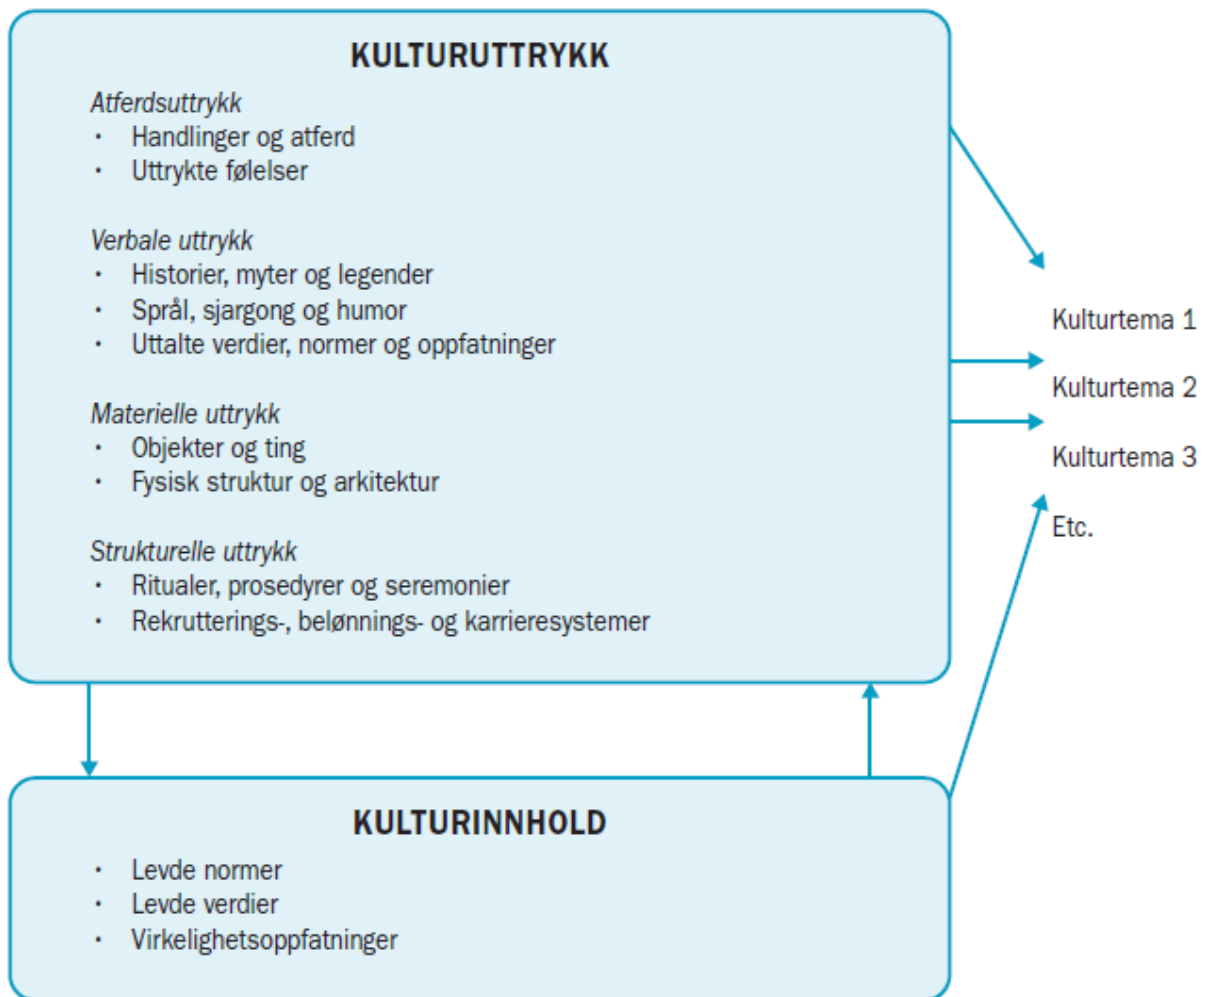 KULTURUTTRYKK
Atferdsuttrykk
• Handlinger og atferd
• Uttrykte følelser
Verbale uttrykk
• Historier, myter og legender
• Språl, sjargong og humor
• Uttalte verdier, normer og oppfatninger
Materielle uttrykk
• Objekter og ting
• Fysisk struktur og arkitektur
Strukturelle uttrykk
• Ritualer, prosedyrer og seremonier
• Rekrutterings-, belønnings- og karrieresystemer
Kulturtema 1
Kulturtema 2
Kulturtema 3
Etc.
KULTURINNHOLD
• Levde normer
• Levde verdier
• Virkelighetsoppfatninger